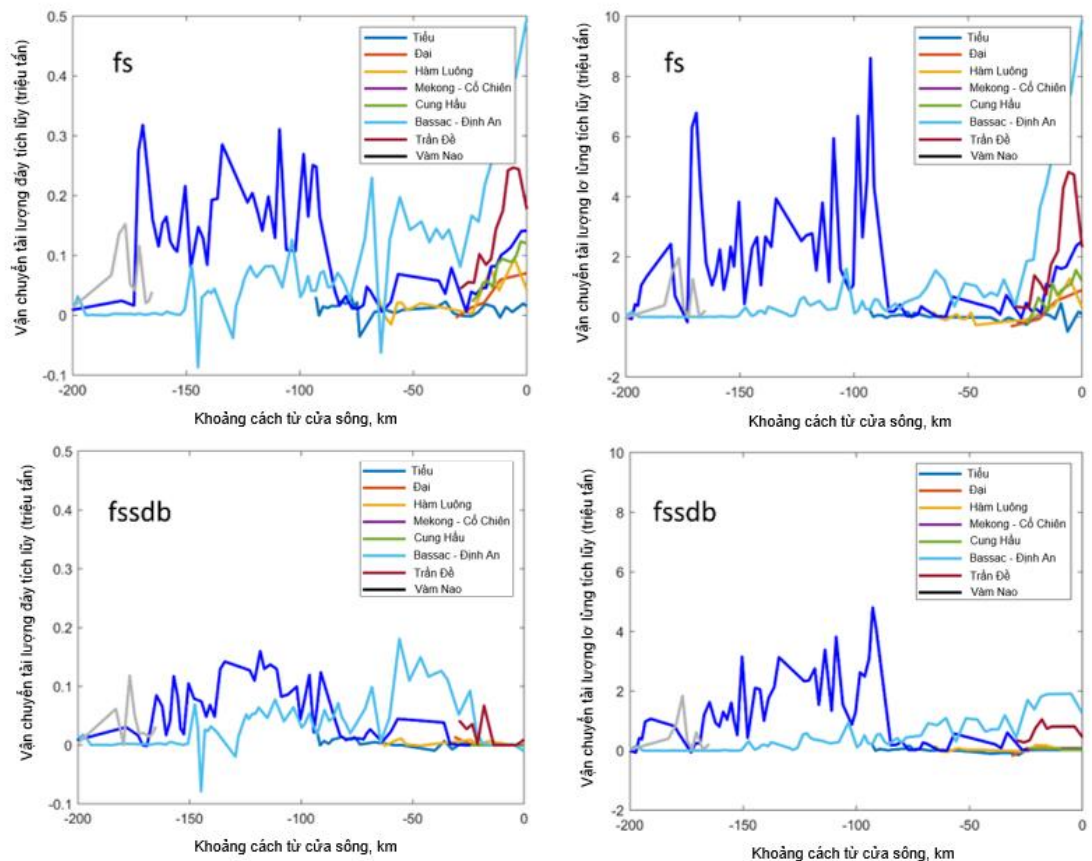 Vận chuyển tải lượng đáy tích lũy (triệu tấn)
0.5
0.4
0.3
0.2
0.1
0
-0.1
fs
Tiểu
Đại
Hàm Luông
Mekong - Cổ Chiên
Cung Hầu
Bassac - Định An
Trần Đề
Vàm Nao
-200
-150
-100
-50
0
Khoảng cách từ cửa sông, km
Vận chuyển tải lượng lơ lửng tích lũy (triệu tấn)
10
8
6
4
2
0
-2
fs
Tiểu
Đại
Hàm Luông
Mekong - Cổ Chiên
Cung Hầu
Bassac - Định An
Trần Đề
Vàm Nao
-200
-150
-100
-50
0
Khoảng cách từ cửa sông, km
Vận chuyển tải lượng đáy tích lũy (triệu tấn)
0.5
0.4
0.3
0.2
0.1
0
-0.1
fssdb
Tiểu
Đại
Hàm Luông
Mekong - Cổ Chiên
Cung Hầu
Bassac - Định An
Trần Đề
Vàm Nao
-200
-150
-100
-50
0
Khoảng cách từ cửa sông, km
Vận chuyển tải lượng lơ lửng tích lũy (triệu tấn)
10
8
6
4
2
0
-2
fssdb
Tiểu
Đại
Hàm Luông
Mekong - Cổ Chiên
Cung Hầu
Bassac - Định An
Trần Đề
Vàm Nao
-200
-150
-100
-50
0
Khoảng cách từ cửa sông, km